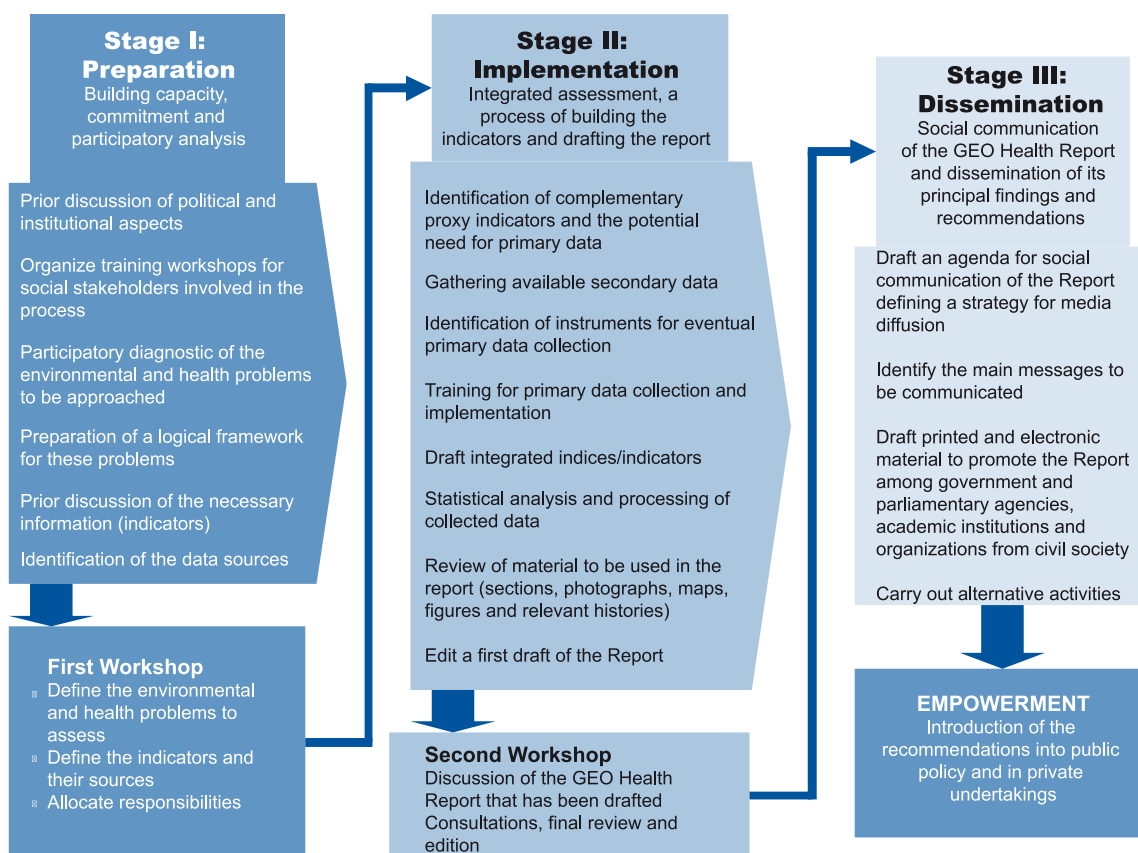 Stage I:
Preparation
Building capacity,
commitment and
participatory analysis
Prior discussion of political and
institutional aspects
Organize training workshops for
social stakeholders involved in the
process
Participatory diagnostic of the
environmental and health problems
to be approached
Preparation of a logical framework
for these problems
Prior discussion of the necessary
information (indicators)
Identification of the data sources
First Workshop
Define the environmental
and health problems to
assess
Define the indicators and
their sources
Allocate responsibilities
Stage II:
Implementation
Integrated assessment, a
process of building the
indicators and drafting the report
Identification of complementary
proxy indicators and the potential
need for primary data
Gathering available secondary data
Identification of instruments for eventual
primary data collection
Training for primary data collection and
implementation
Draft integrated indices/indicators
Statistical analysis and processing of
collected data
Review of material to be used in the
report (sections, photographs, maps,
figures and relevant histories)
Edit a first draft of the Report
Second Workshop
Discussion of the GEO Health
Report that has been drafted
Consultations, final review and
edition
Stage III:
Dissemination
Social communication
of the GEO Health Report
and dissemination of its
principal findings and
recommendations
Draft an agenda for social
communication of the Report
defining a strategy for media
diffusion
Identify the main messages to
be communicated
Draft printed and electronic
material to promote the Report
among government and
parliamentary agencies,
academic institutions and
organizations from civil society
Carry out alternative activities
EMPOWERMENT
Introduction of the
recommendations into public
policy and in private
undertakings